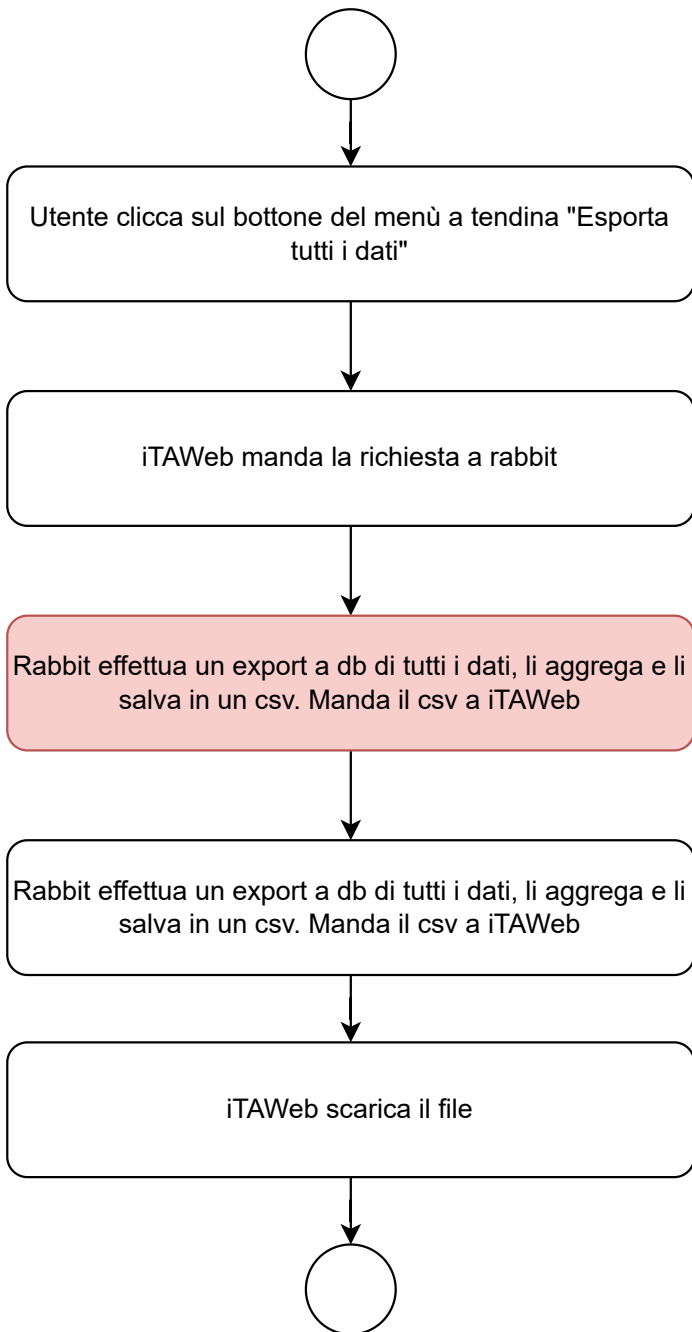 Utente clicca sul bottone del menù a tendina "Esporta
tutti i dati"
iTAWeb manda la richiesta a rabbit
Rabbit effettua un export a db di tutti i dati, li aggrega e li
salva in un csv. Manda il csv a iTAWeb
Rabbit effettua un export a db di tutti i dati, li aggrega e li
salva in un csv. Manda il csv a iTAWeb
iTAWeb scarica il file